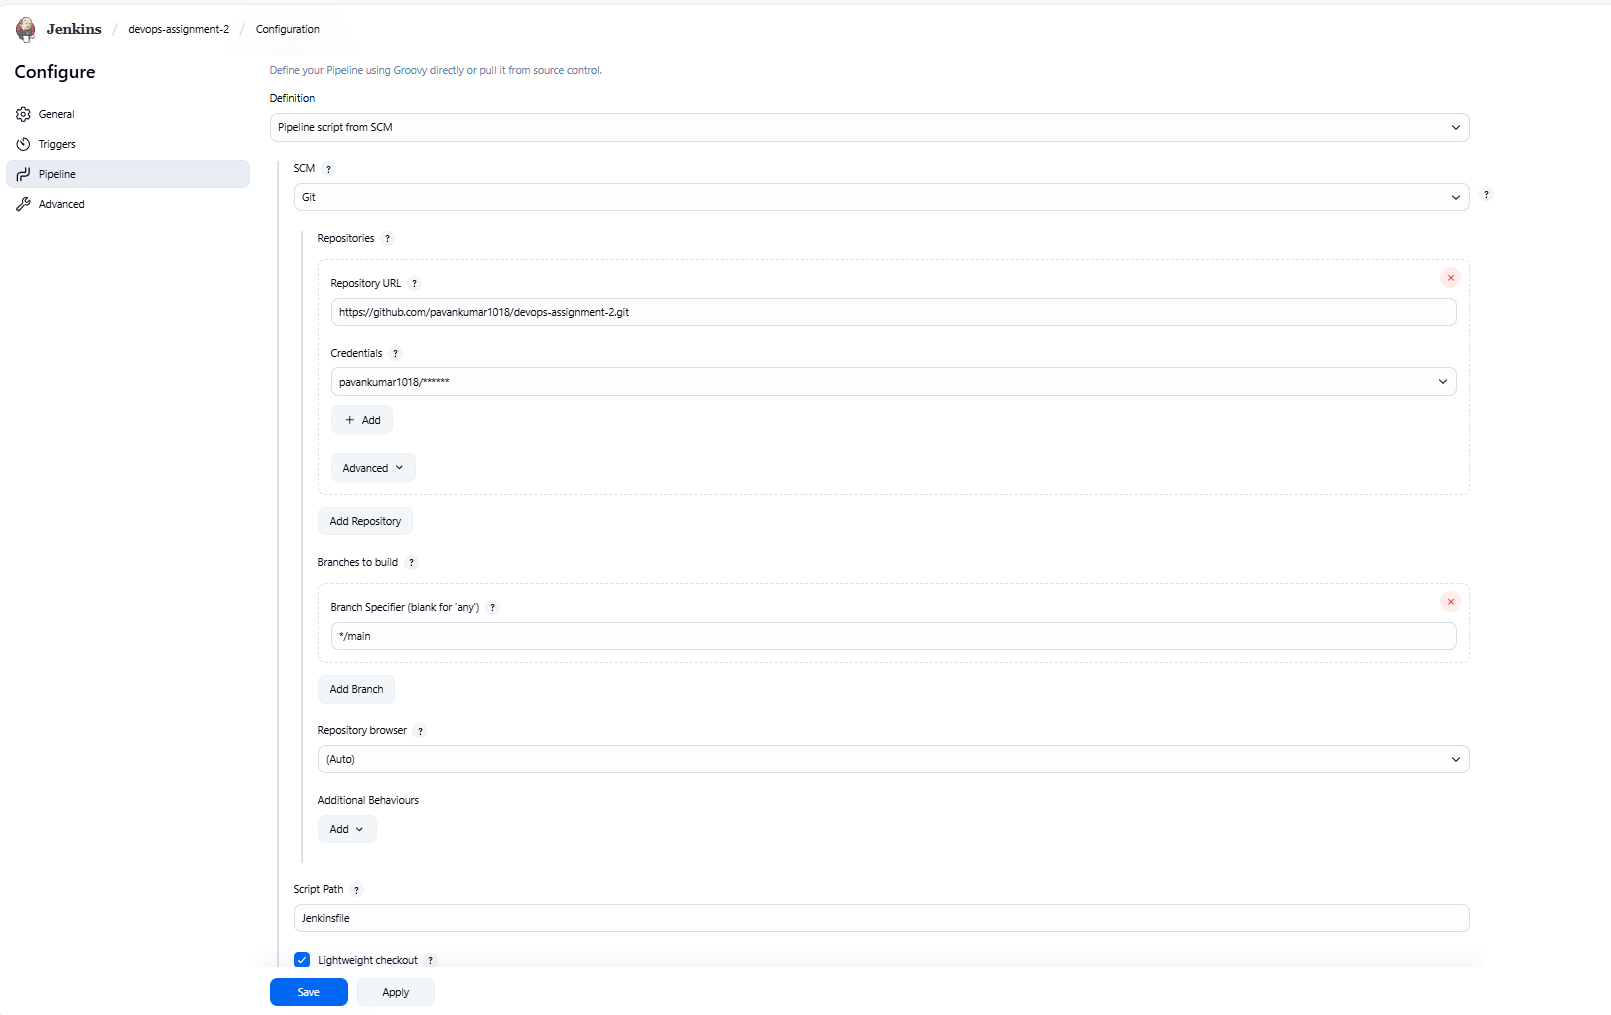 Jenkins / devops-assignment-2 / Configuration
Configure
General
Triggers
Pipeline
Advanced
Define your Pipeline using Groovy directly or pull it from source control.
Definition
Pipeline script from SCM
SCM ?
Git
?
Repositories ?
Repository URL ?
https://github.com/pavankumar1018/devops-assignment-2.git
Credentials ?
pavankumar1018/******
+ Add
Advanced
Add Repository
Branches to build ?
Branch Specifier (blank for 'any') ?
*/main
Add Branch
Repository browser ?
(Auto)
Additional Behaviours
Add
Script Path ?
Jenkinsfile
Lightweight checkout ?
Save
Apply